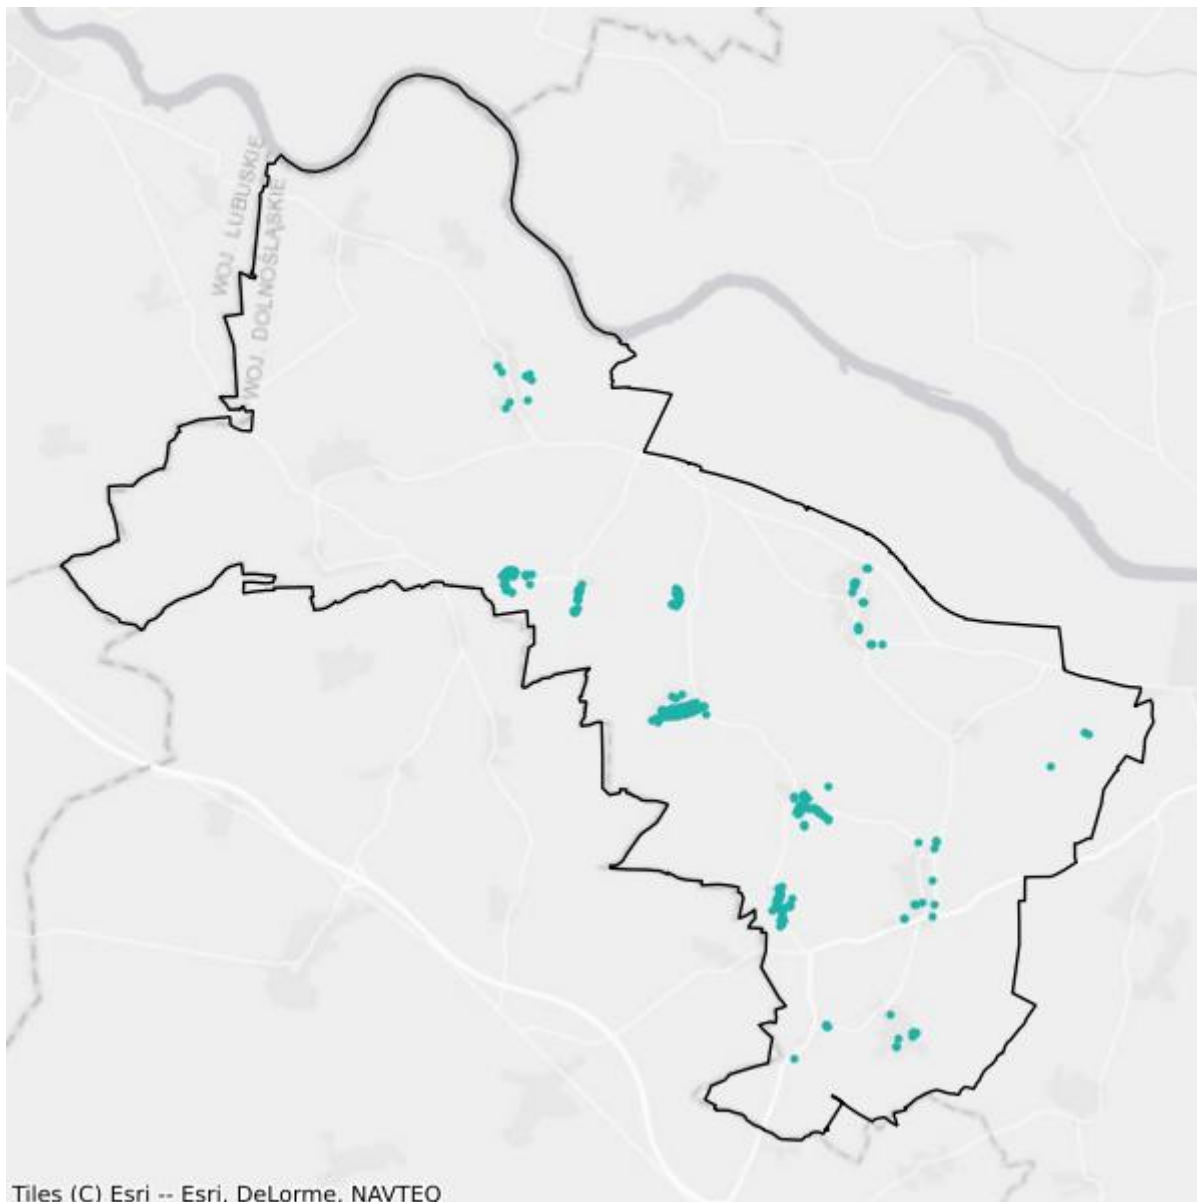 WOJ. LUBUSKIE
WOJ. DOLNOŚLĄSKIE
Tiles (C) Esri -- Esri, DeLorme, NAVTEQ